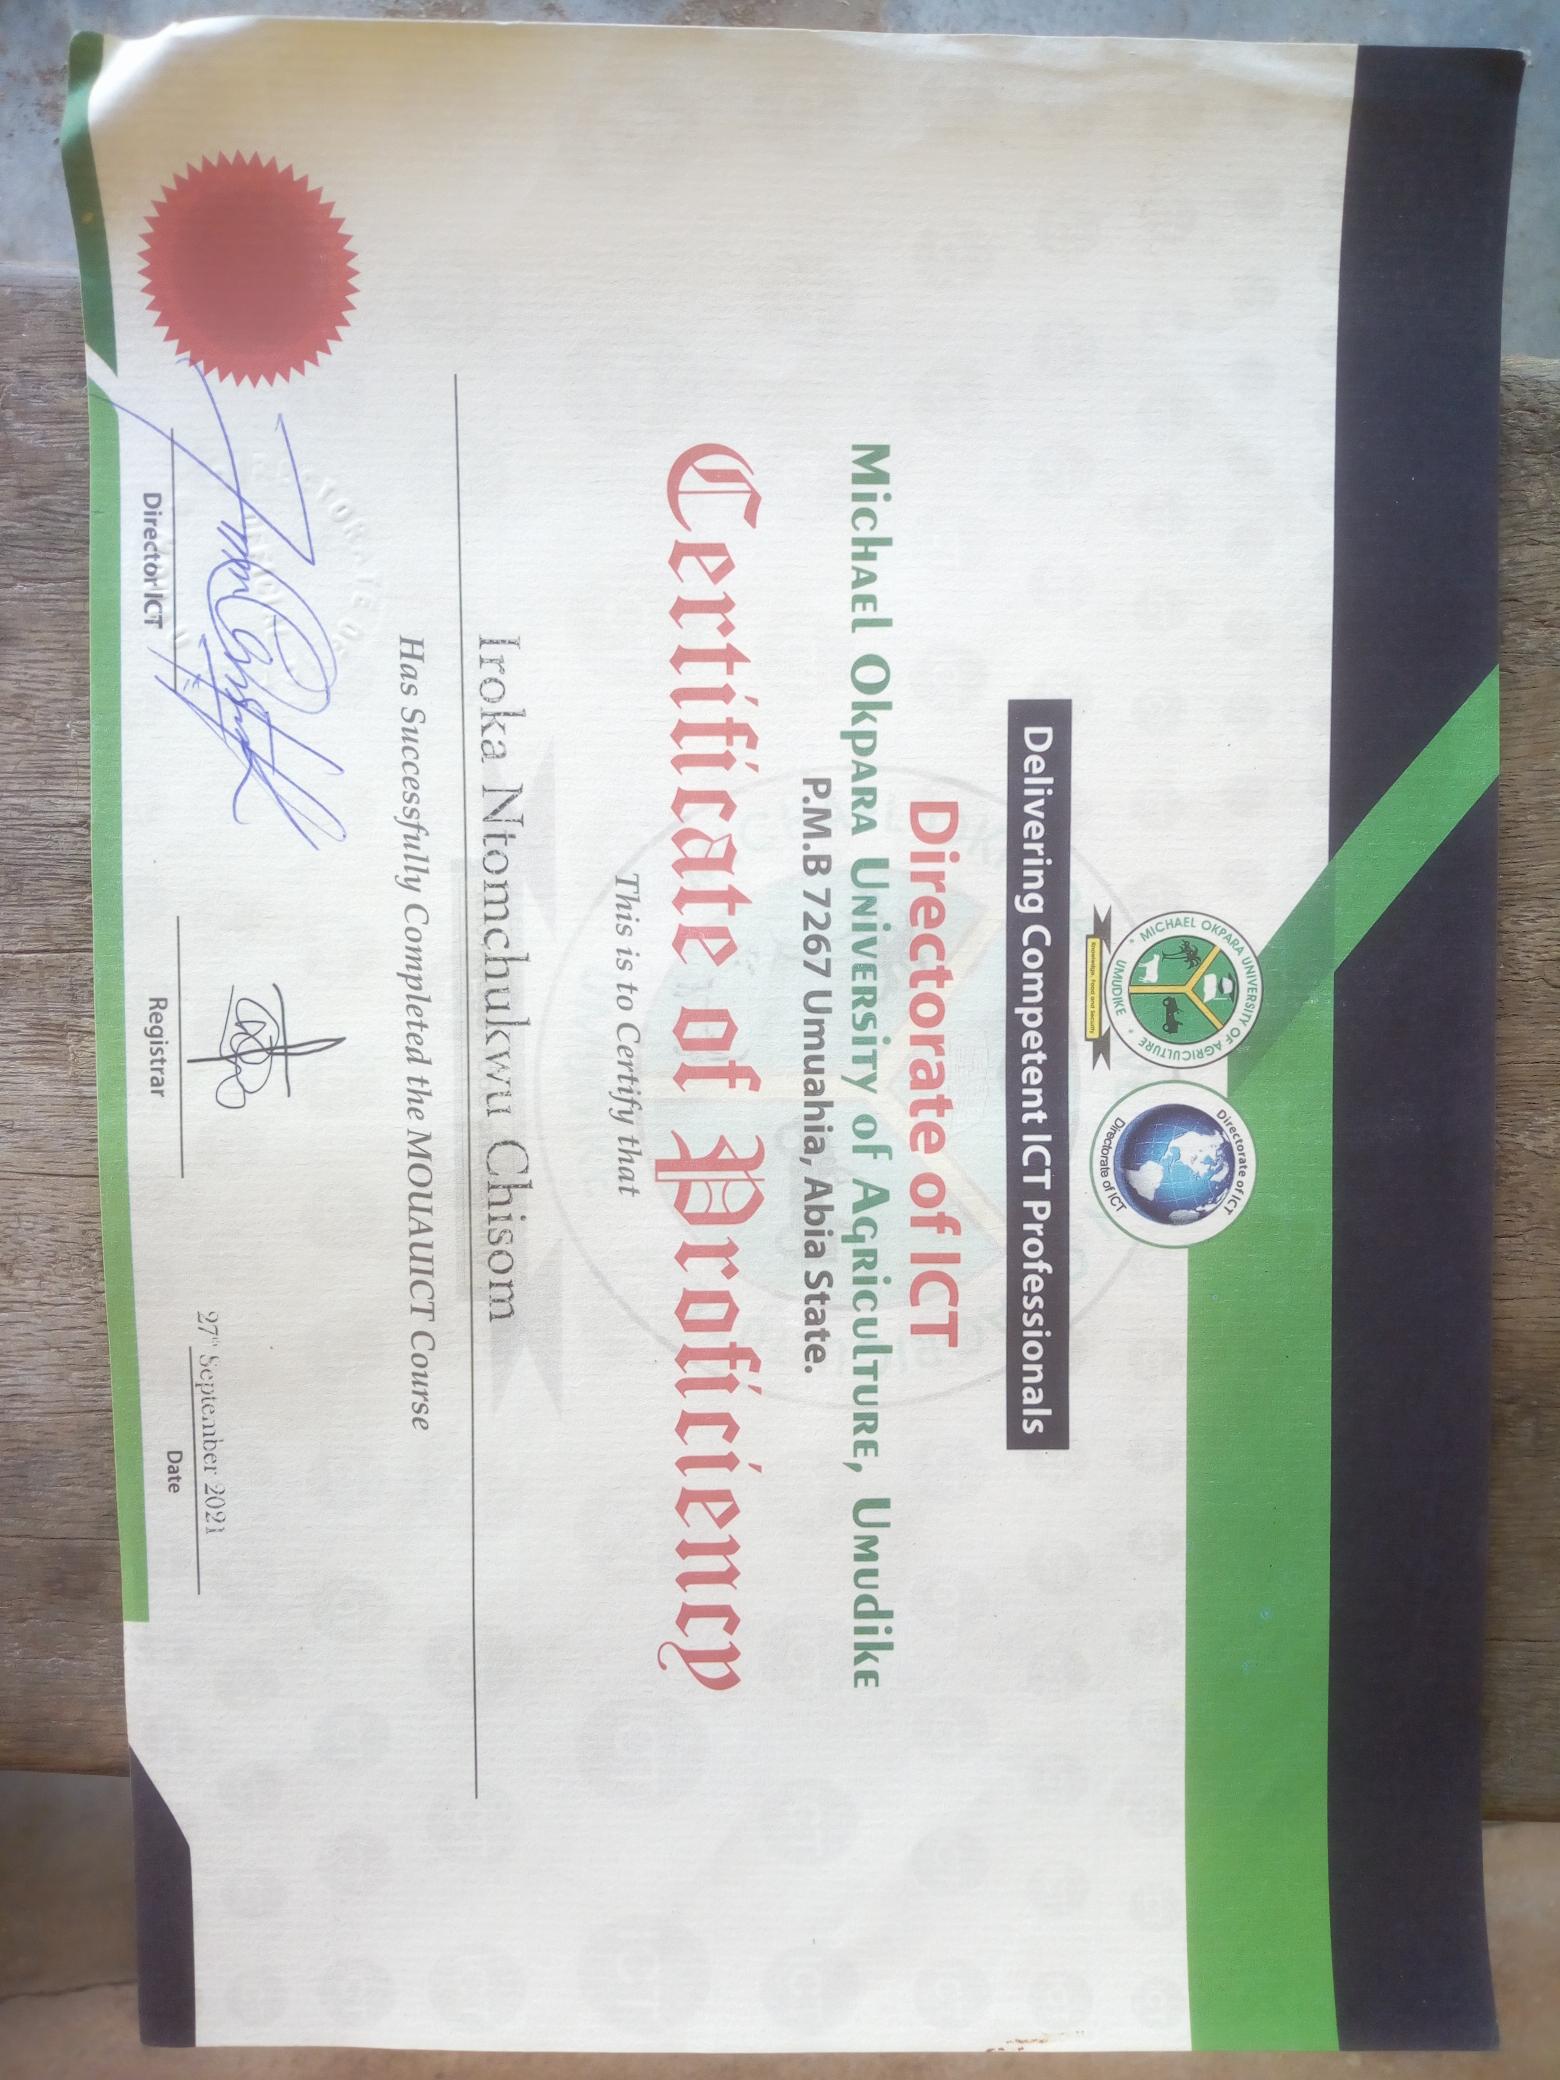 MICHAEL OKPARA UNIVERSITY OF AGRICULTURE
UMUDIKE
Knowledge, Food and Security
Directorate of ICT
Directorate of ICT
Delivering Competent ICT Professionals
Directorate of ICT
Michael Okpara University of Agriculture, Umudike
P.M.B 7267 Umuahia, Abia State.
Certificate of Proficiency
This is to Certify that
Iroka Ntomchukwu Chisom
Has Successfully Completed the MOUAUICT Course
27th September 2021
Director ICT
Registrar
Date